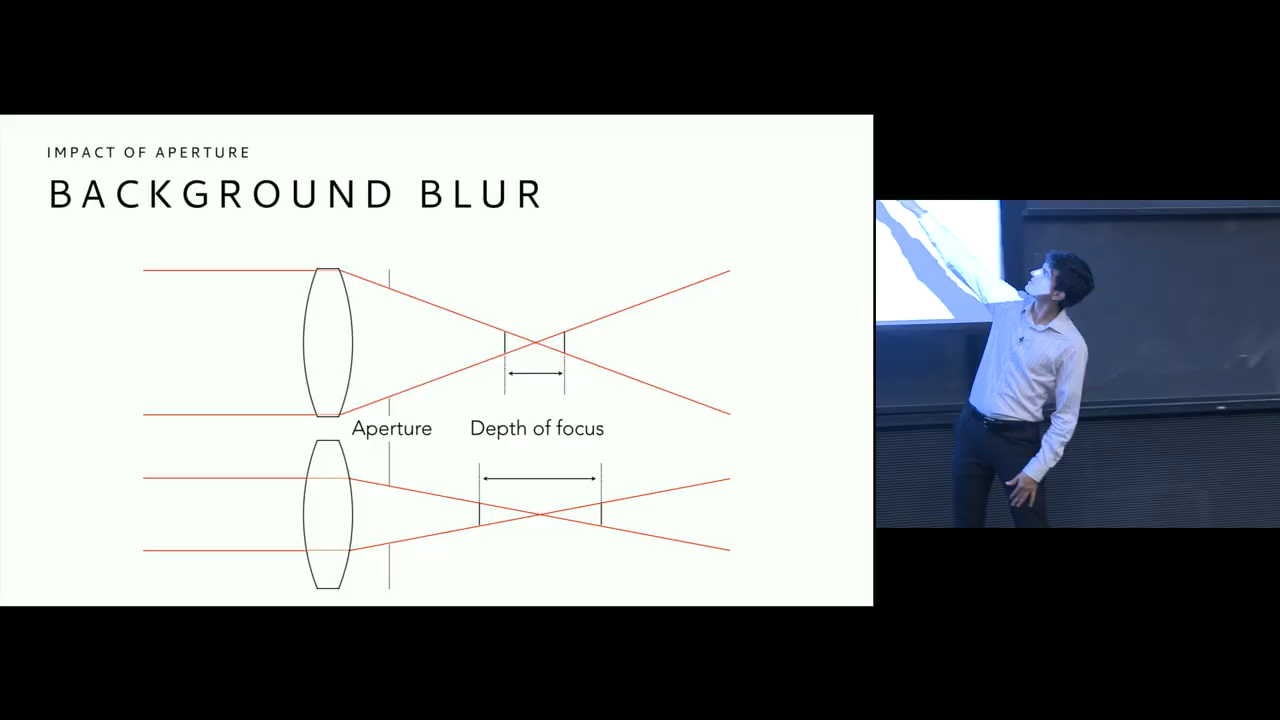 IMPACT OF APERTURE
BACKGROUND BLUR
Aperture
Depth of focus